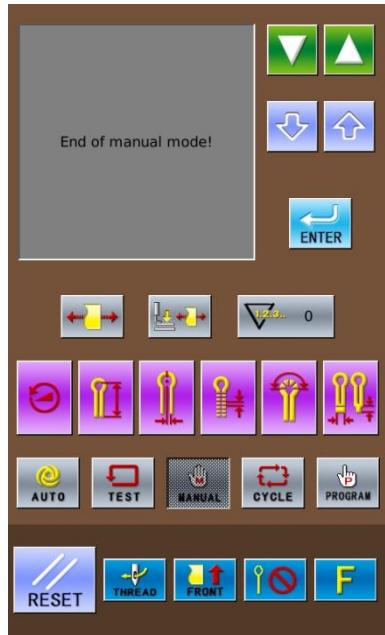 End of manual mode!
ENTER
1.2.3... 0
AUTO
TEST
M
MANUAL
CYCLE
P
PROGRAM
RESET
THREAD
FRONT
F